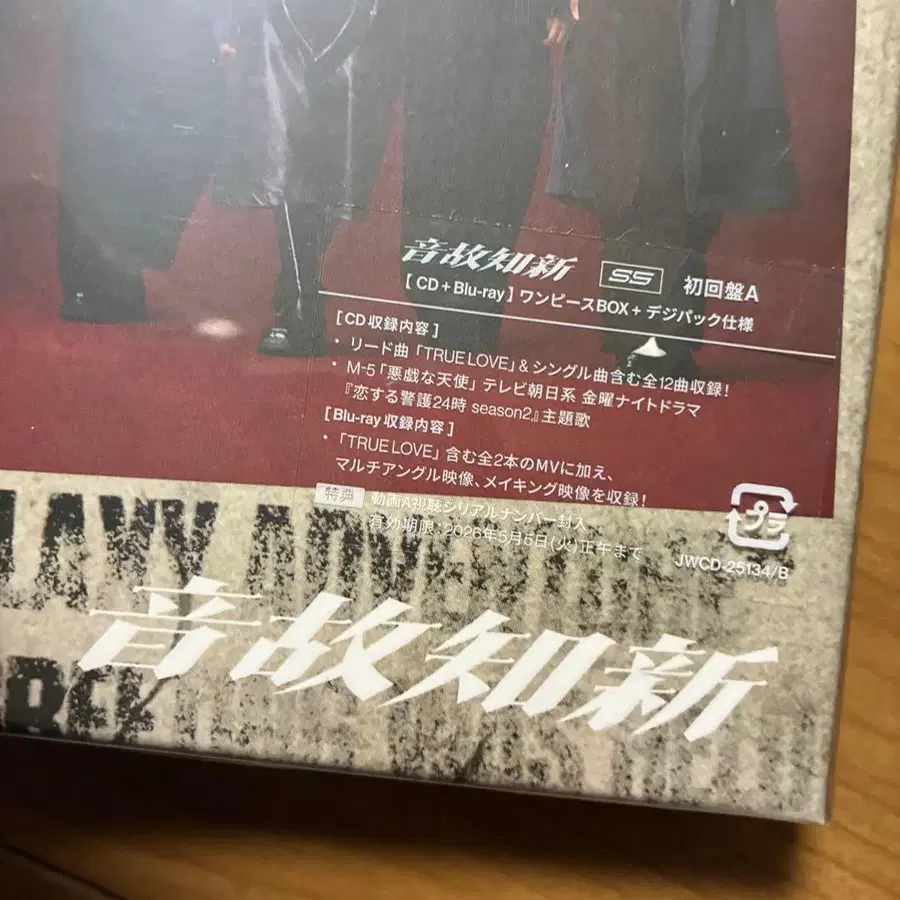 音故知新 SS 初回盤A
[ CD + Blu-ray ] ワンピースBOX + デジパック仕様
[ CD 収録内容 ]
・ リード曲 「TRUE LOVE」 & シングル曲含む全12曲収録!
・ M-5「悪戯な天使」 テレビ朝日系 金曜ナイトドラマ
『恋する警護24時 season2』主題歌
[ Blu-ray 収録内容 ]
・ 「TRUE LOVE」 含む全2本のMVに加え、
マルチアングル映像、メイキング映像を収録!
特典 動画A視聴シリアルナンバー封入
有効期限 : 2026年5月5日(火)正午まで
プラ
JWCD-25134/B
音故知新